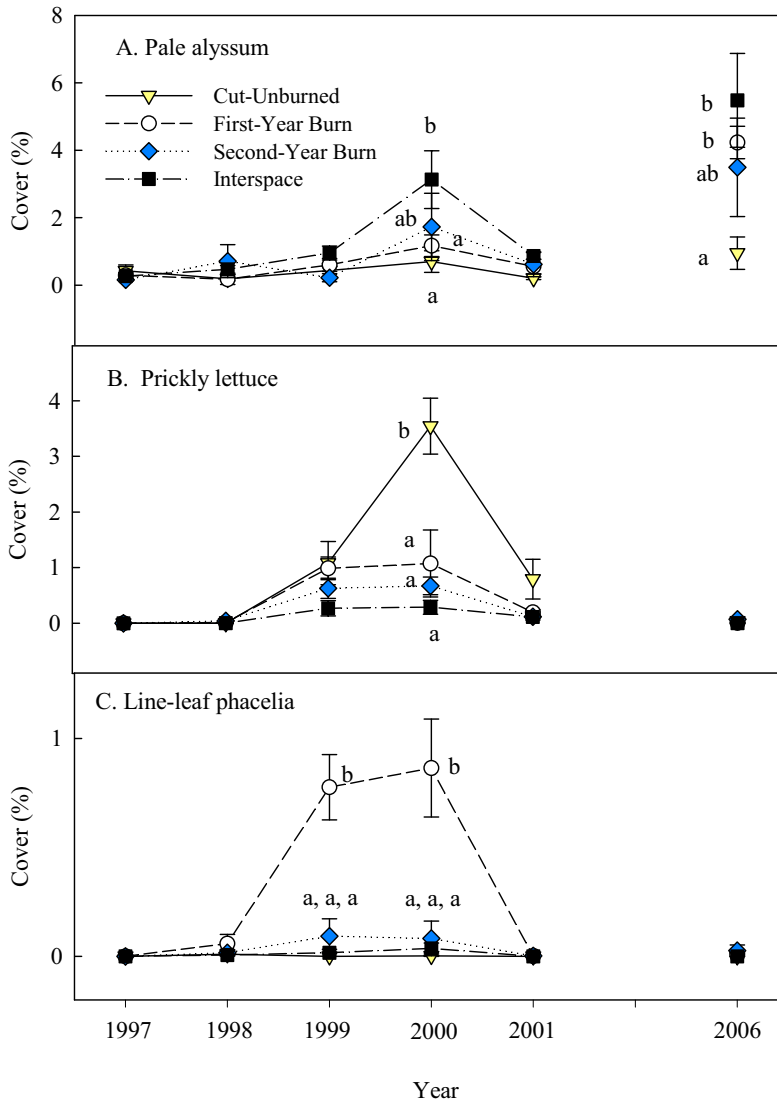 A. Pale alyssum
Cut-Unburned
First-Year Burn
Second-Year Burn
Interspace
Cover (%)
8
6
4
2
0
b
ab
a
a
b
b
ab
a
B. Prickly lettuce
Cover (%)
4
3
2
1
0
b
a
a
a
C. Line-leaf phacelia
Cover (%)
1
0
b
b
a, a, a
a, a, a
1997 1998 1999 2000 2001 2006
Year